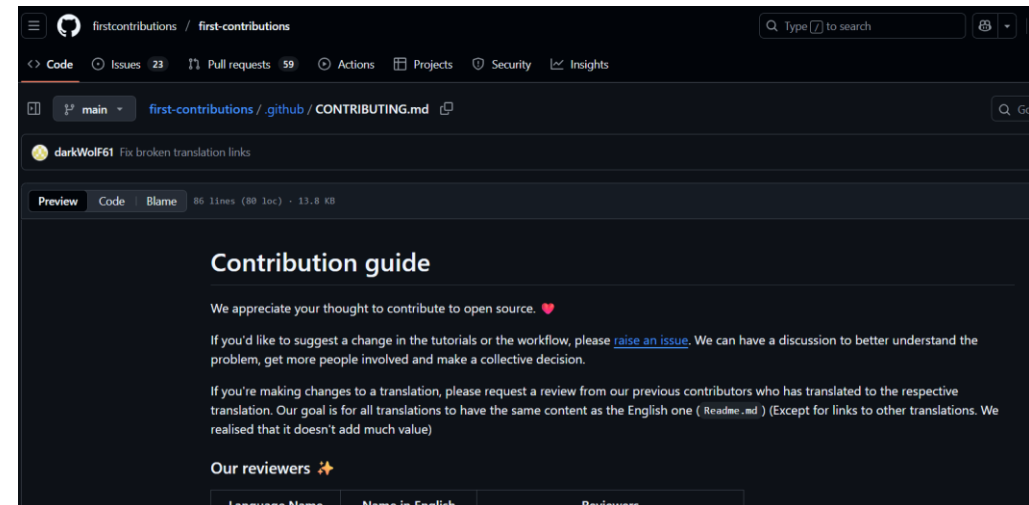 firstcontributions / first-contributions
Type / to search
<> Code Issues 23 Pull requests 59 Actions Projects Security Insights
main first-contributions / .github / CONTRIBUTING.md
darkWolF61 Fix broken translation links
Preview Code Blame 86 lines (80 loc) · 13.8 KB
Contribution guide
We appreciate your thought to contribute to open source. ❤️
If you'd like to suggest a change in the tutorials or the workflow, please raise an issue. We can have a discussion to better understand the
problem, get more people involved and make a collective decision.
If you're making changes to a translation, please request a review from our previous contributors who has translated to the respective
translation. Our goal is for all translations to have the same content as the English one ( Readme.md ) (Except for links to other translations. We
realised that it doesn't add much value)
Our reviewers ✨
Language Name Name in English Reviewers